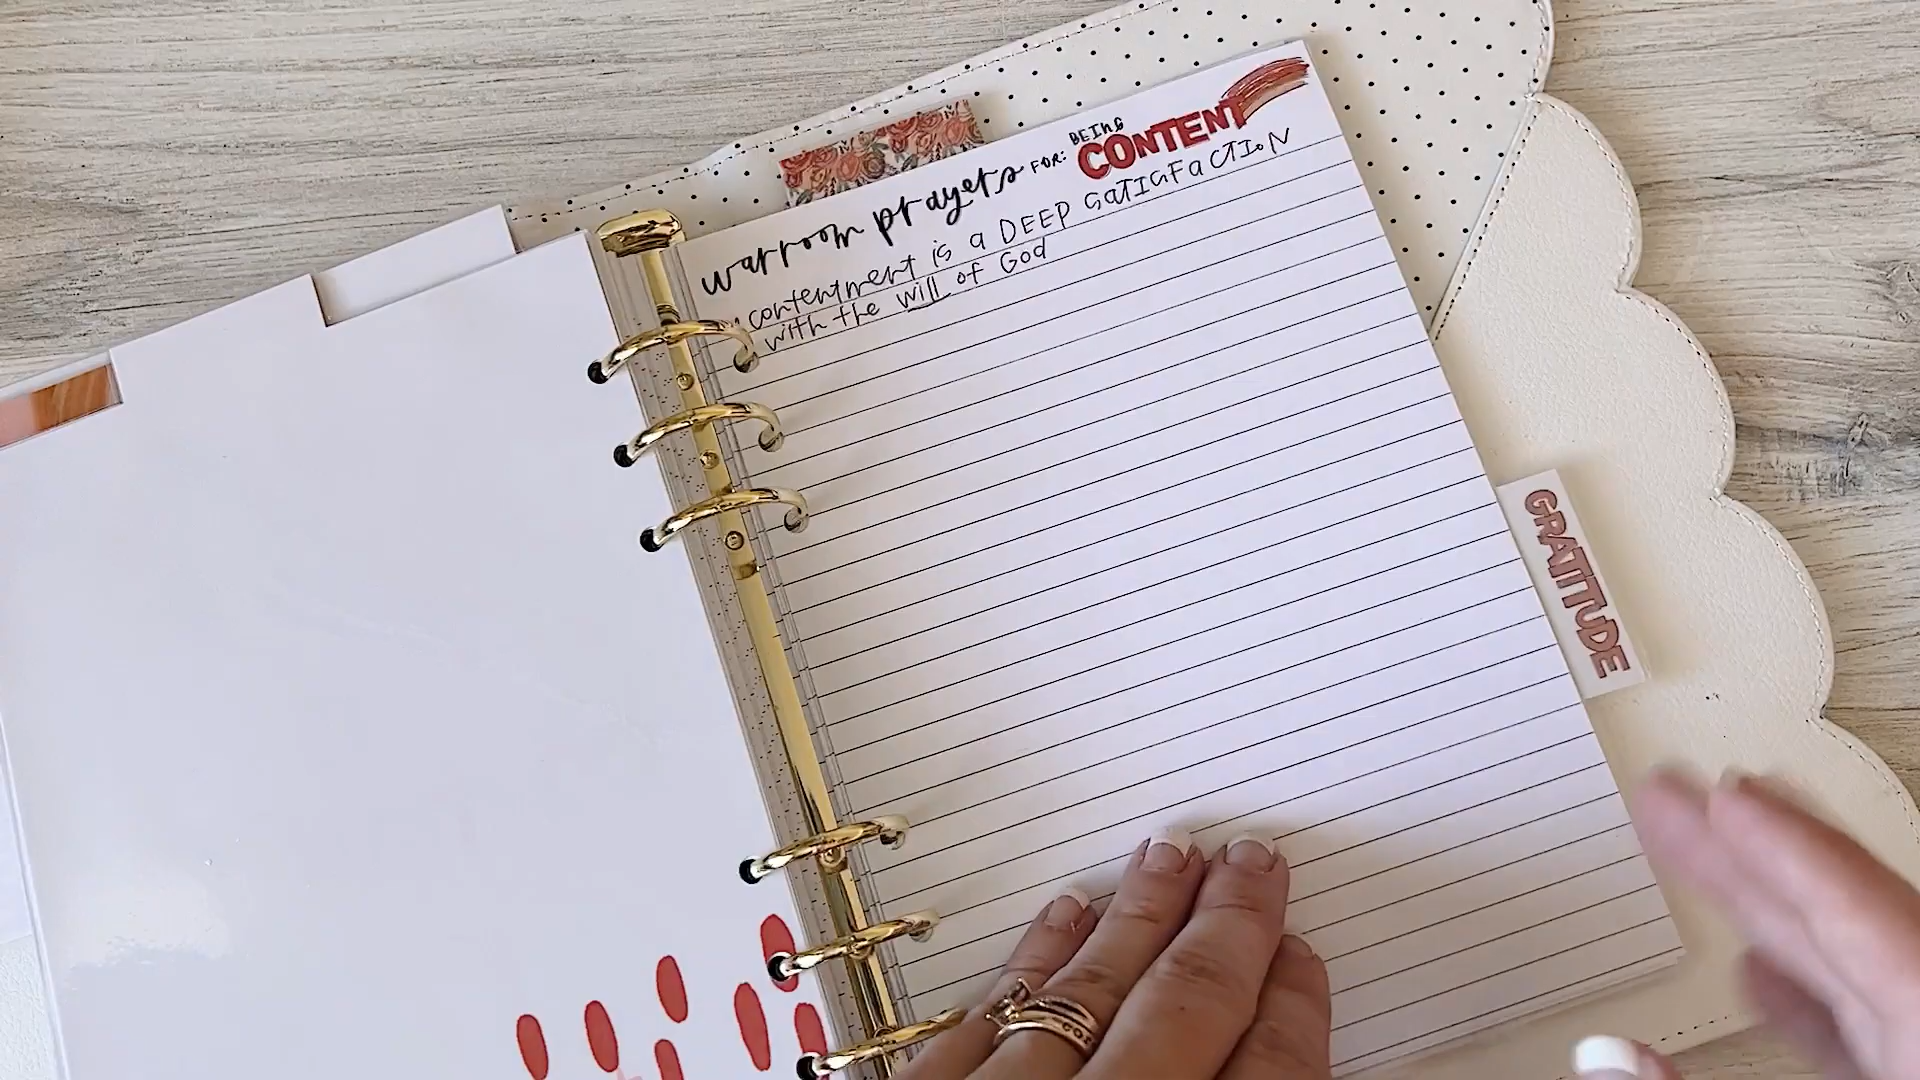 warroom prayers FOR: BEING CONTENT
contentment is a DEEP SATISFACTION
with the will of God
GRATITUDE